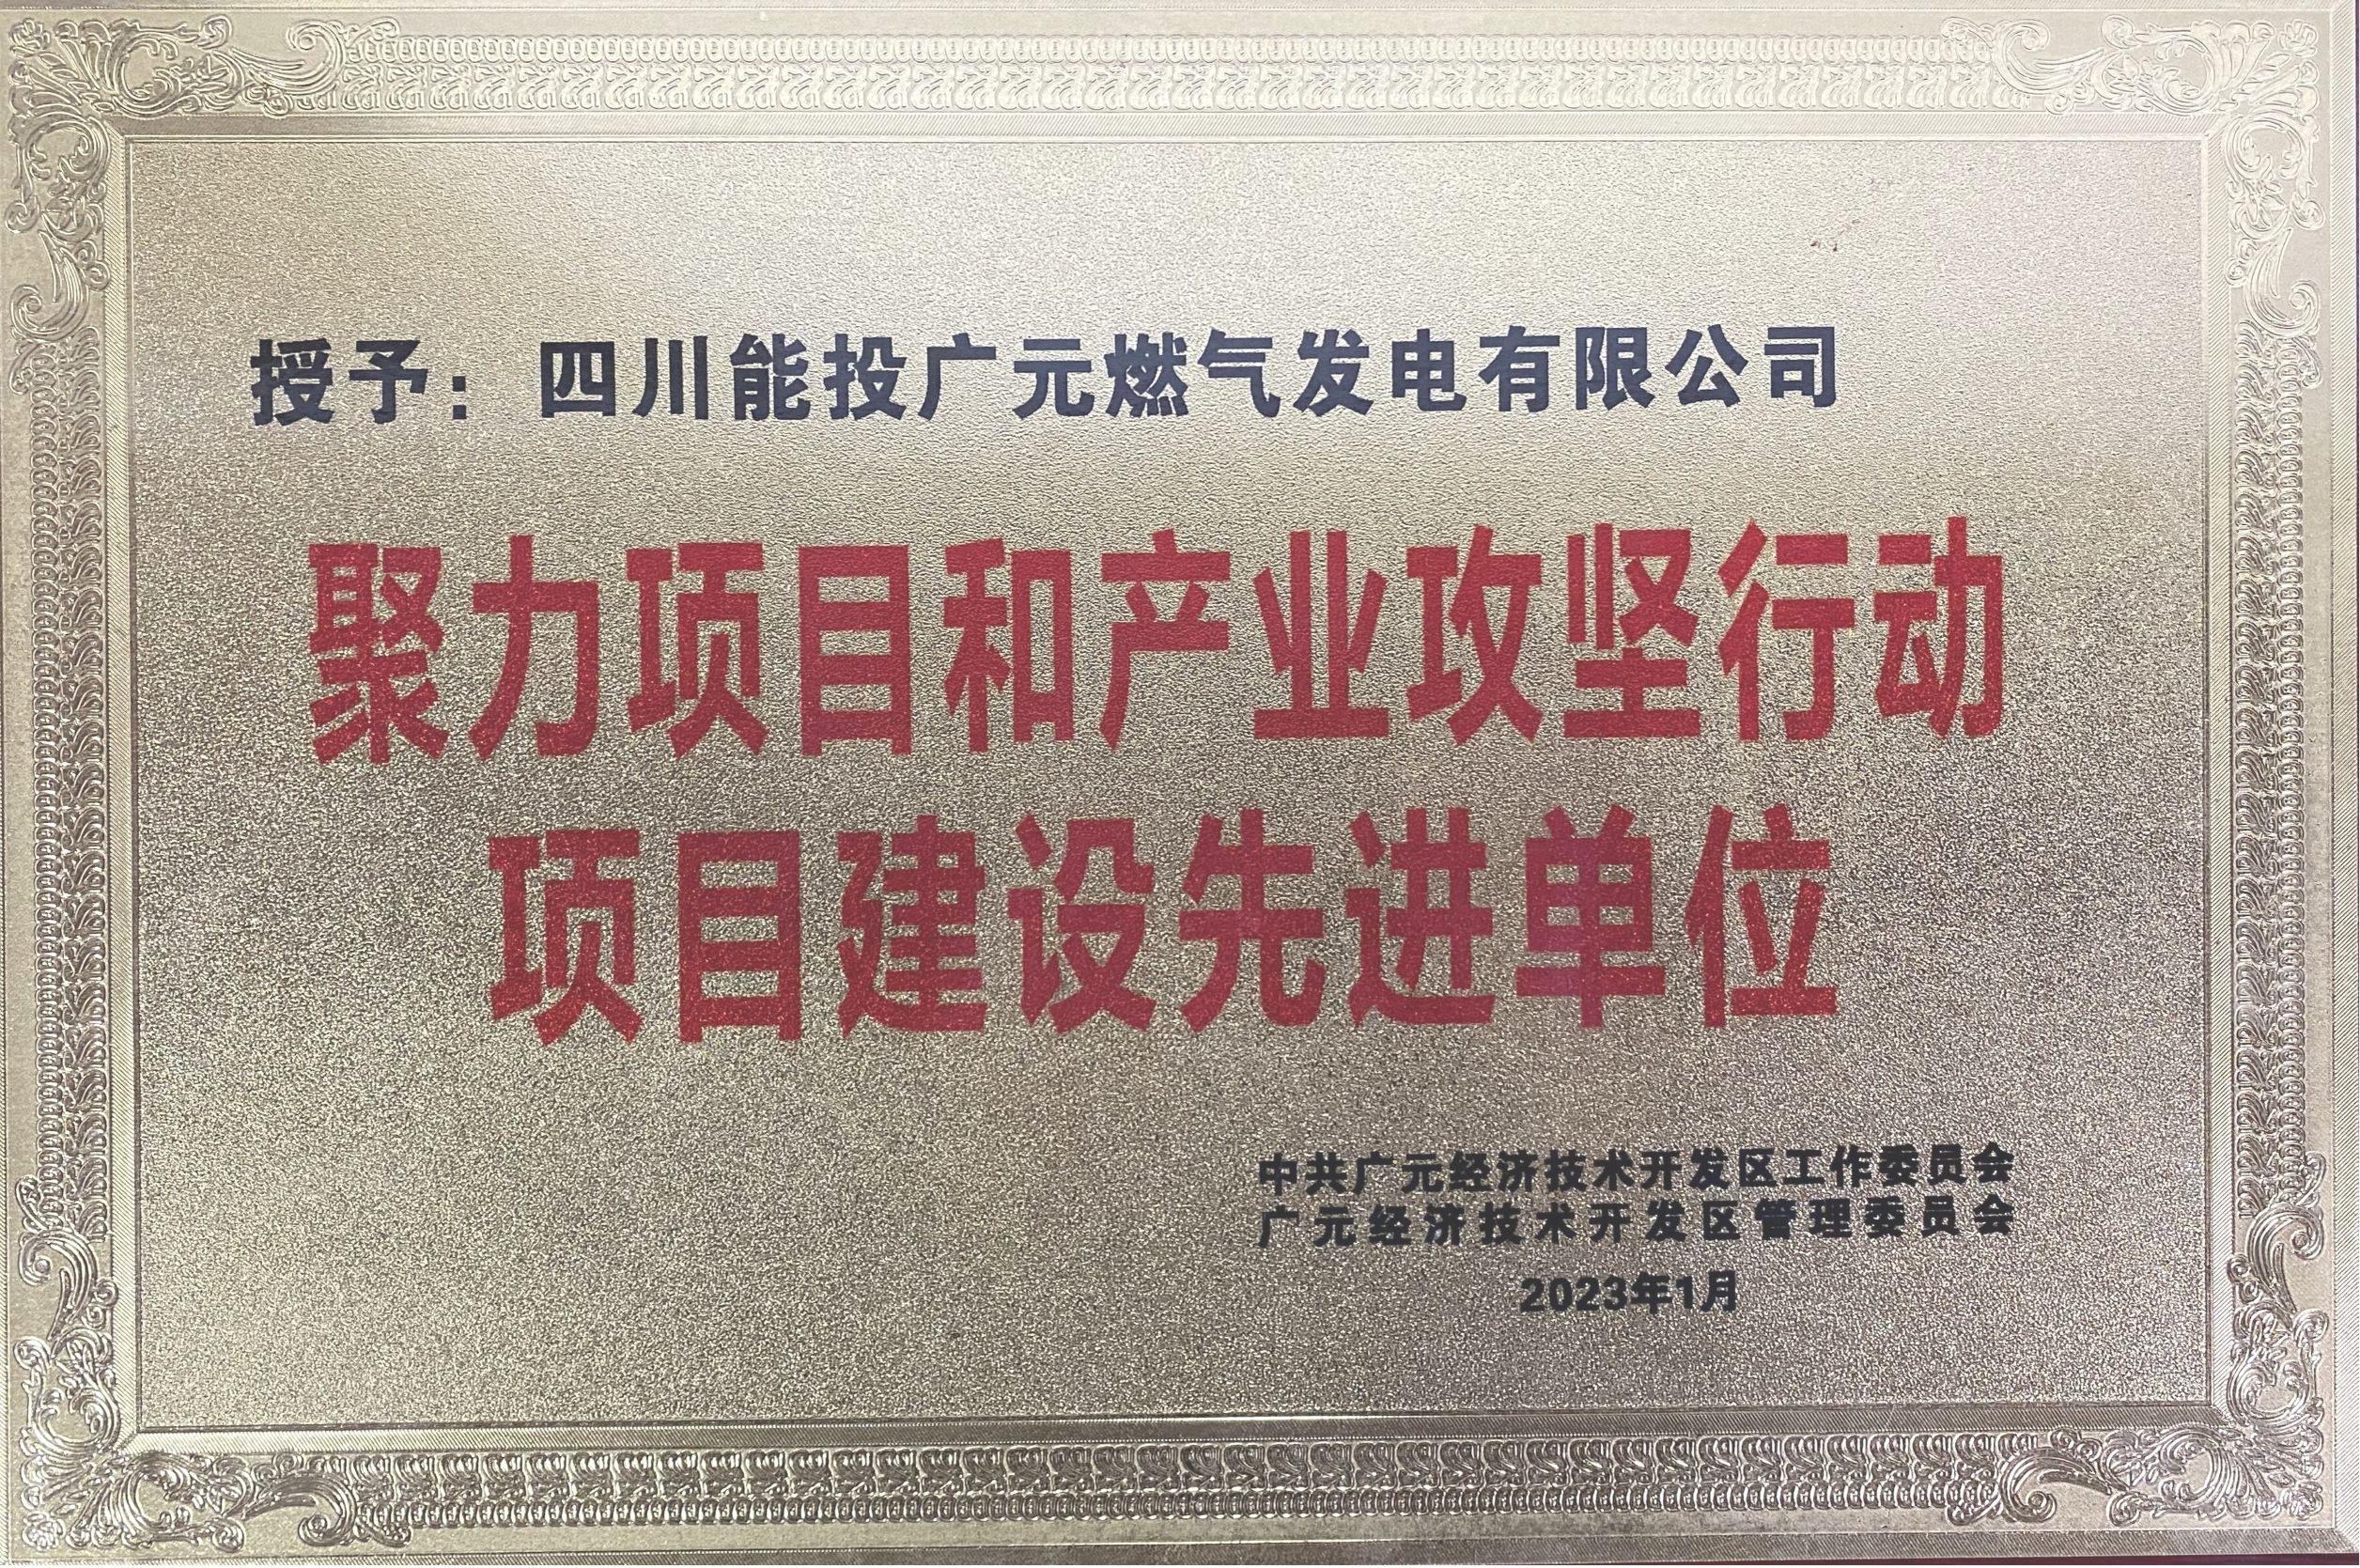 授予：四川能投广元燃气发电有限公司
聚力项目和产业攻坚行动
项目建设先进单位
中共广元经济技术开发区工作委员会
广元经济技术开发区管理委员会
2023年1月